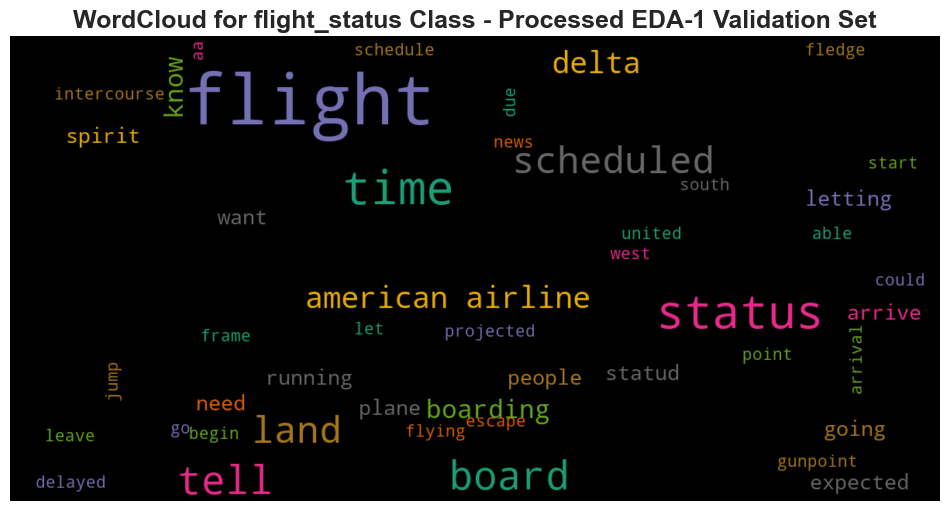 WordCloud for flight_status Class - Processed EDA-1 Validation Set
aa
schedule
fledge
know
delta
flight
intercourse
due
spirit
news
scheduled
start
time
south
letting
want
united
able
west
could
american airline
status
arrive
frame
let
projected
point
arrival
jump
running
people
statud
need
plane
boarding
escape
leave
go
begin
land
flying
going
gunpoint
delayed
tell
board
expected